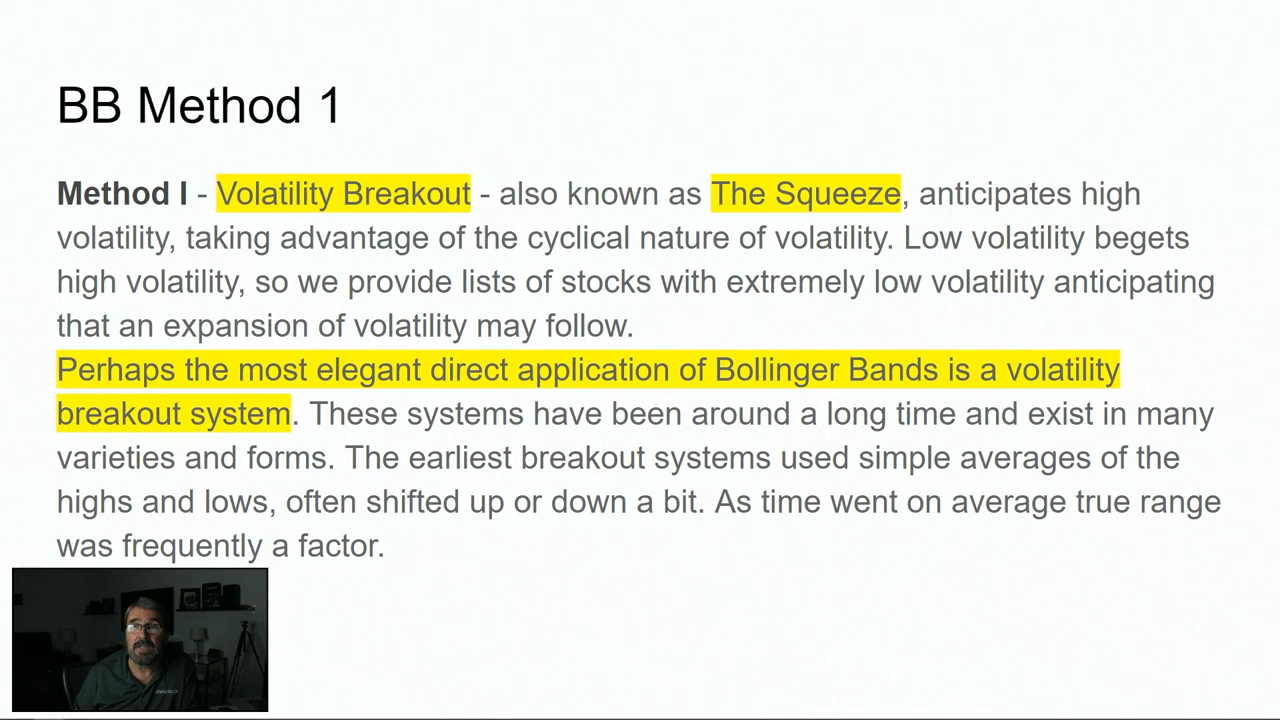 BB Method 1
Method I - Volatility Breakout - also known as The Squeeze, anticipates high
volatility, taking advantage of the cyclical nature of volatility. Low volatility begets
high volatility, so we provide lists of stocks with extremely low volatility anticipating
that an expansion of volatility may follow.
Perhaps the most elegant direct application of Bollinger Bands is a volatility
breakout system. These systems have been around a long time and exist in many
varieties and forms. The earliest breakout systems used simple averages of the
highs and lows, often shifted up or down a bit. As time went on average true range
was frequently a factor.